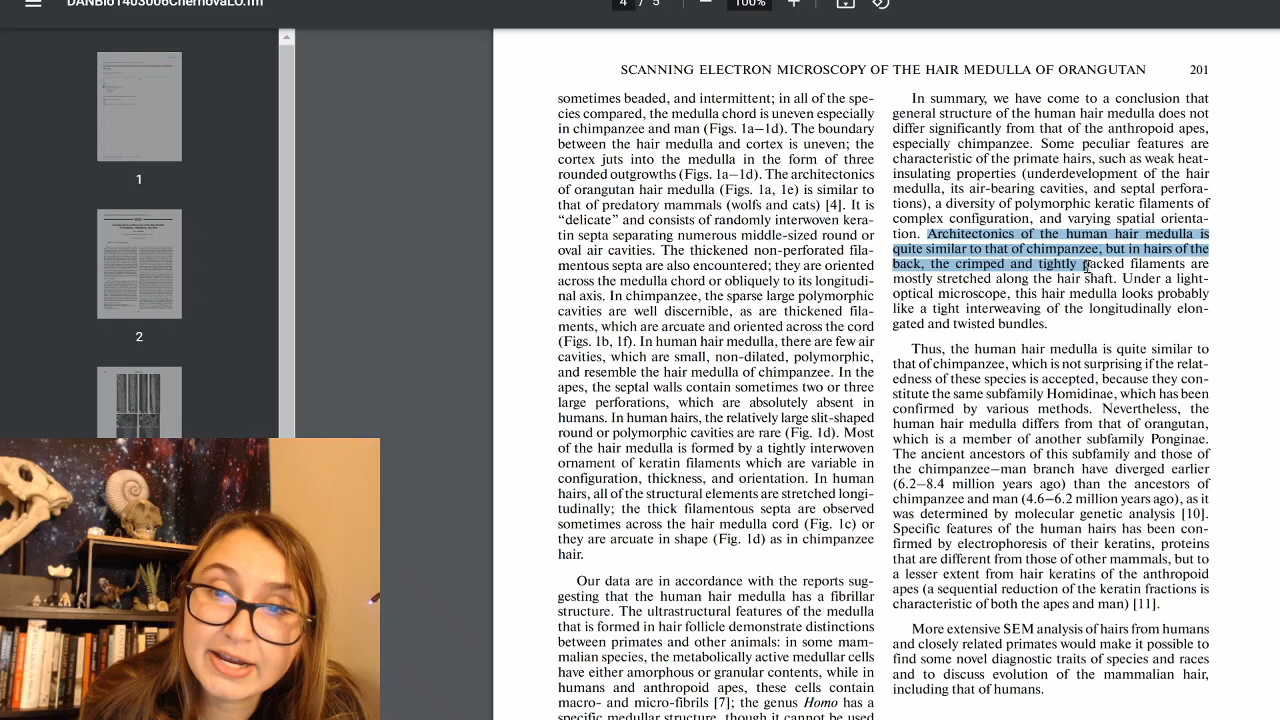 DANBio1403006ChernovaLO.fm
4 / 5
100%
1
2
SCANNING ELECTRON MICROSCOPY OF THE HAIR MEDULLA OF ORANGUTAN 201
sometimes beaded, and intermittent; in all of the spe-
cies compared, the medulla chord is uneven especially
in chimpanzee and man (Figs. 1a–1d). The boundary
between the hair medulla and cortex is uneven; the
cortex juts into the medulla in the form of three
rounded outgrowths (Figs. 1a–1d). The architectonics
of orangutan hair medulla (Figs. 1a, 1e) is similar to
that of predatory mammals (wolfs and cats) [4]. It is
“delicate” and consists of randomly interwoven kera-
tin septa separating numerous middle-sized round or
oval air cavities. The thickened non-perforated fila-
mentous septa are also encountered; they are oriented
across the medulla chord or obliquely to its longitudi-
nal axis. In chimpanzee, the sparse large polymorphic
cavities are well discernible, as are thickened fila-
ments, which are arcuate and oriented across the cord
(Figs. 1b, 1f). In human hair medulla, there are few air
cavities, which are small, non-dilated, polymorphic,
and resemble the hair medulla of chimpanzee. In the
apes, the septal walls contain sometimes two or three
large perforations, which are absolutely absent in
humans. In human hairs, the relatively large slit-shaped
round or polymorphic cavities are rare (Fig. 1d). Most
of the hair medulla is formed by a tightly interwoven
ornament of keratin filaments which are variable in
configuration, thickness, and orientation. In human
hairs, all of the structural elements are stretched longi-
tudinally; the thick filamentous septa are observed
sometimes across the hair medulla cord (Fig. 1c) or
they are arcuate in shape (Fig. 1d) as in chimpanzee
hair.
Our data are in accordance with the reports sug-
gesting that the human hair medulla has a fibrillar
structure. The ultrastructural features of the medulla
that is formed in hair follicle demonstrate distinctions
between primates and other animals: in some mam-
malian species, the metabolically active medullar cells
have either amorphous or granular contents, while in
humans and anthropoid apes, these cells contain
macro- and micro-fibrils [7]; the genus Homo has a
specific medullar structure, though it cannot be used
In summary, we have come to a conclusion that
general structure of the human hair medulla does not
differ significantly from that of the anthropoid apes,
especially chimpanzee. Some peculiar features are
characteristic of the primate hairs, such as weak heat-
insulating properties (underdevelopment of the hair
medulla, its air-bearing cavities, and septal perfora-
tions), a diversity of polymorphic keratic filaments of
complex configuration, and varying spatial orienta-
tion. Architectonics of the human hair medulla is
quite similar to that of chimpanzee, but in hairs of the
back, the crimped and tightly packed filaments are
mostly stretched along the hair shaft. Under a light-
optical microscope, this hair medulla looks probably
like a tight interweaving of the longitudinally elon-
gated and twisted bundles.
Thus, the human hair medulla is quite similar to
that of chimpanzee, which is not surprising if the relat-
edness of these species is accepted, because they con-
stitute the same subfamily Homidinae, which has been
confirmed by various methods. Nevertheless, the
human hair medulla differs from that of orangutan,
which is a member of another subfamily Ponginae.
The ancient ancestors of this subfamily and those of
the chimpanzee–man branch have diverged earlier
(6.2–8.4 million years ago) than the ancestors of
chimpanzee and man (4.6–6.2 million years ago), as it
was determined by molecular genetic analysis [10].
Specific features of the human hairs has been con-
firmed by electrophoresis of their keratins, proteins
that are different from those of other mammals, but to
a lesser extent from hair keratins of the anthropoid
apes (a sequential reduction of the keratin fractions is
characteristic of both the apes and man) [11].
More extensive SEM analysis of hairs from humans
and closely related primates would make it possible to
find some novel diagnostic traits of species and races
and to discuss evolution of the mammalian hair,
including that of humans.